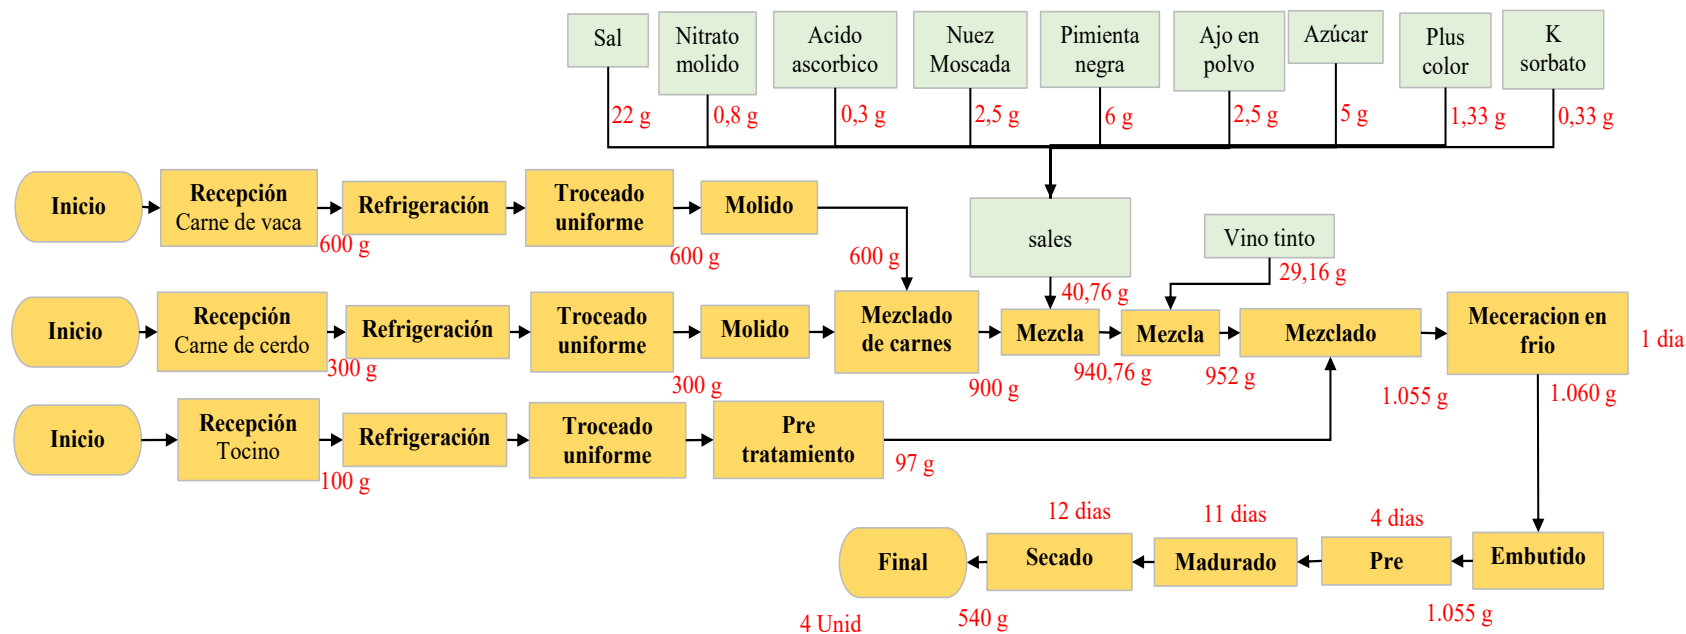 Sal
Nitrato
molido
Acido
ascorbico
Nuez
Moscada
Pimienta
negra
Ajo en
polvo
Azúcar
Plus
color
K
sorbato
22 g
0,8 g
0,3 g
2,5 g
6 g
2,5 g
5 g
1,33 g
0,33 g
Inicio
Recepción
Carne de vaca
600 g
Refrigeración
Troceado
uniforme
600 g
Molido
600 g
sales
40,76 g
Vino tinto
29,16 g
Inicio
Recepción
Carne de cerdo
300 g
Refrigeración
Troceado
uniforme
300 g
Molido
Mezclado
de carnes
900 g
Mezcla
940,76 g
Mezcla
952 g
Mezclado
1.055 g
Meceracion en
frio
1.060 g
1 dia
Inicio
Recepción
Tocino
100 g
Refrigeración
Troceado
uniforme
Pre
tratamiento
97 g
12 dias
11 dias
4 dias
Final
Secado
Madurado
Pre
Embutido
4 Unid
540 g
1.055 g